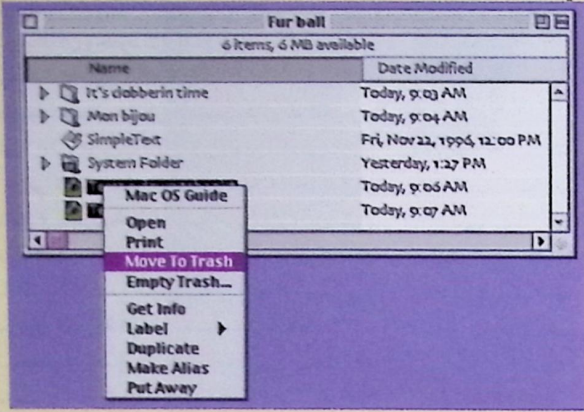 Fur ball
6 items, 6 MB available
Name Date Modified
It's clobberin time Today, 9:03 AM
Mon bijou Today, 9:04 AM
SimpleText Fri, Nov 22, 1996, 12:00 PM
System Folder Yesterday, 1:27 PM
Today, 9:06 AM
Today, 9:07 AM
Mac OS Guide
Open
Print
Move To Trash
Empty Trash...
Get Info
Label
Duplicate
Make Alias
Put Away